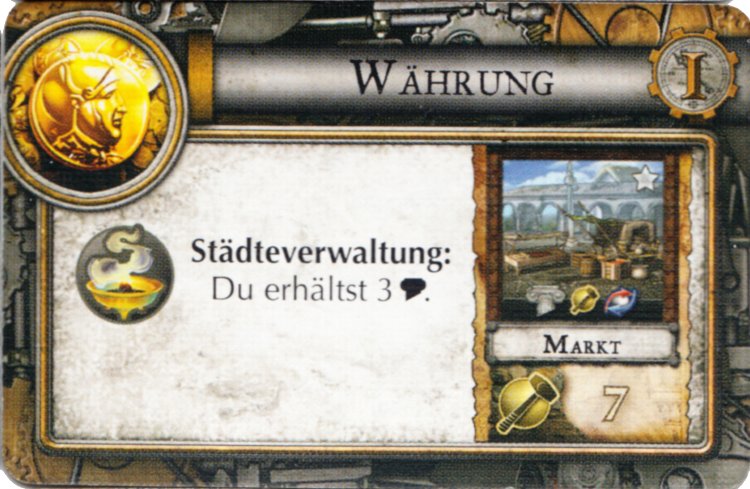 WÄHRUNG
I
Städteverwaltung:
Du erhältst 3 .
MARKT
7